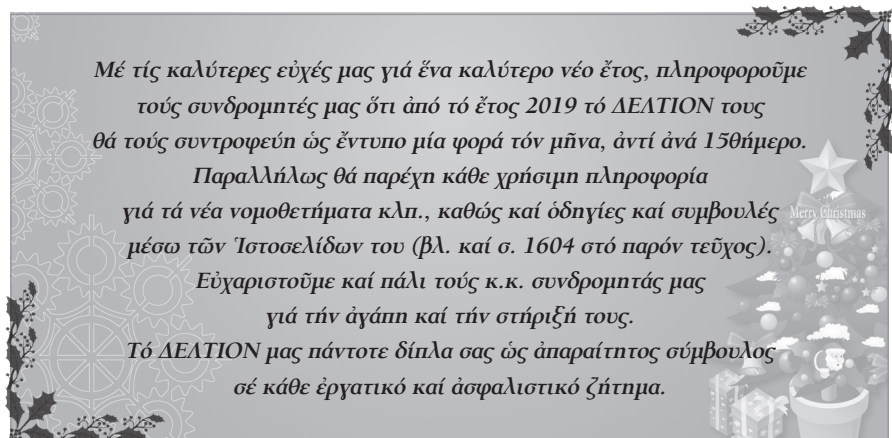 Μέ τίς καλύτερες εὐχές μας γιά ἕνα καλύτερο νέο ἔτος, πληροφοροῦμε
τούς συνδρομητές μας ὅτι ἀπό τό ἔτος 2019 τό ΔΕΛΤΙΟΝ τους
θά τούς συντροφεύη ὡς ἔντυπο μία φορά τόν μῆνα, ἀντί ἀνά 15θήμερο.
Παραλλήλως θά παρέχη κάθε χρήσιμη πληροφορία
γιά τά νέα νομοθετήματα κλπ., καθώς καί ὁδηγίες καί συμβουλές
μέσω τῶν Ἱστοσελίδων του (βλ. καί σ. 1604 στό παρόν τεῦχος).
Εὐχαριστοῦμε καί πάλι τούς κ.κ. συνδρομητάς μας
γιά τήν ἀγάπη καί τήν στήριξή τους.
Τό ΔΕΛΤΙΟΝ μας πάντοτε δίπλα σας ὡς ἀπαραίτητος σύμβουλος
σέ κάθε ἐργατικό καί ἀσφαλιστικό ζήτημα.
Merry Christmas